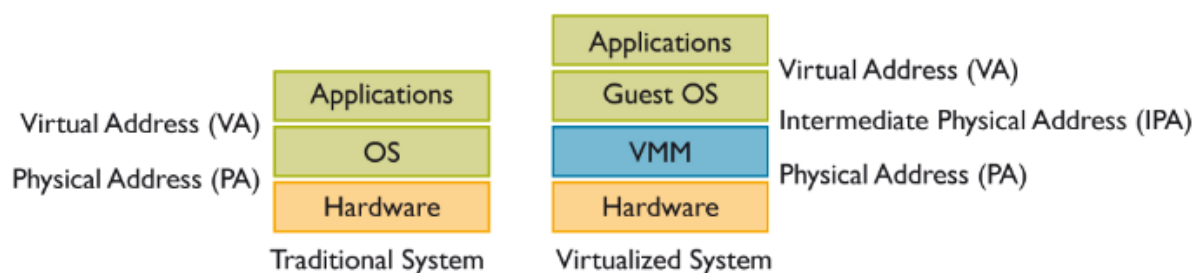 Applications
Virtual Address (VA)
Applications
Guest OS
Virtual Address (VA)
OS
VMM
Intermediate Physical Address (IPA)
Physical Address (PA)
Physical Address (PA)
Hardware
Hardware
Traditional System
Virtualized System